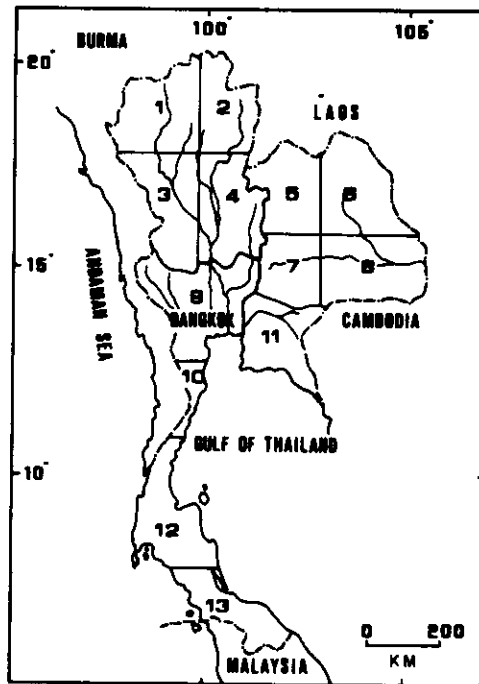 100° 105°
BURMA
20°
1 2
LAOS
3 4 5 6
15°
7 8
9
BANGKOK
CAMBODIA
11
ANDAMAN SEA
10
GULF OF THAILAND
10°
12
13
0 200
KM
MALAYSIA